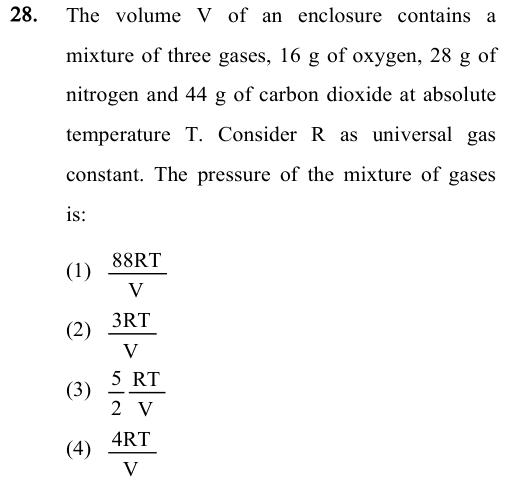 28. The volume V of an enclosure contains a
mixture of three gases, 16 g of oxygen, 28 g of
nitrogen and 44 g of carbon dioxide at absolute
temperature T. Consider R as universal gas
constant. The pressure of the mixture of gases
is:
(1) 88RT/V
(2) 3RT/V
(3) 5/2 RT/V
(4) 4RT/V